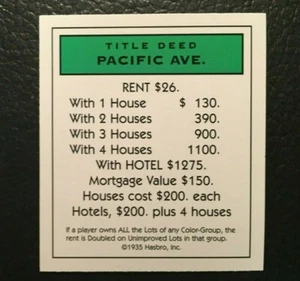 TITLE DEED
PACIFIC AVE.
RENT $26.
With 1 House $ 130.
With 2 Houses 390.
With 3 Houses 900.
With 4 Houses 1100.
With HOTEL $1275.
Mortgage Value $150.
Houses cost $200. each
Hotels, $200. plus 4 houses
If a player owns ALL the Lots of any Color-Group, the
rent is Doubled on Unimproved Lots in that group.
©1935 Hasbro, Inc.